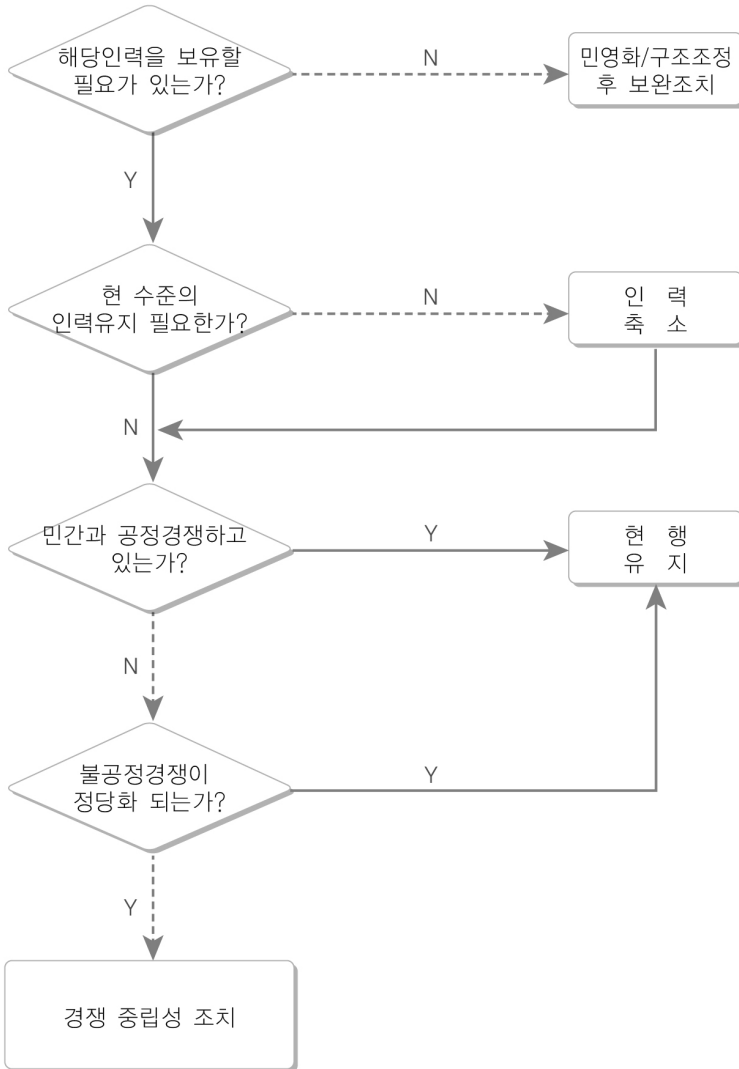 해당인력을 보유할
필요가 있는가?
N
민영화/구조조정
후 보완조치
Y
현 수준의
인력유지 필요한가?
N
인 력
축 소
N
민간과 공정경쟁하고
있는가?
Y
현 행
유 지
N
불공정경쟁이
정당화 되는가?
Y
Y
경쟁 중립성 조치